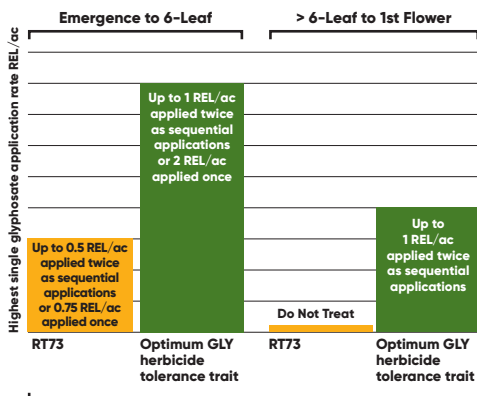 Emergence to 6-Leaf
> 6-Leaf to 1st Flower
Highest single glyphosate application rate REL/ac
Up to 0.5 REL/ac
applied twice
as sequential
applications
or 0.75 REL/ac
applied once
Up to 1 REL/ac
applied twice
as sequential
applications
or 2 REL/ac
applied once
Do Not Treat
Up to
1 REL/ac
applied twice
as sequential
applications
RT73
Optimum GLY
herbicide
tolerance trait
RT73
Optimum GLY
herbicide
tolerance trait